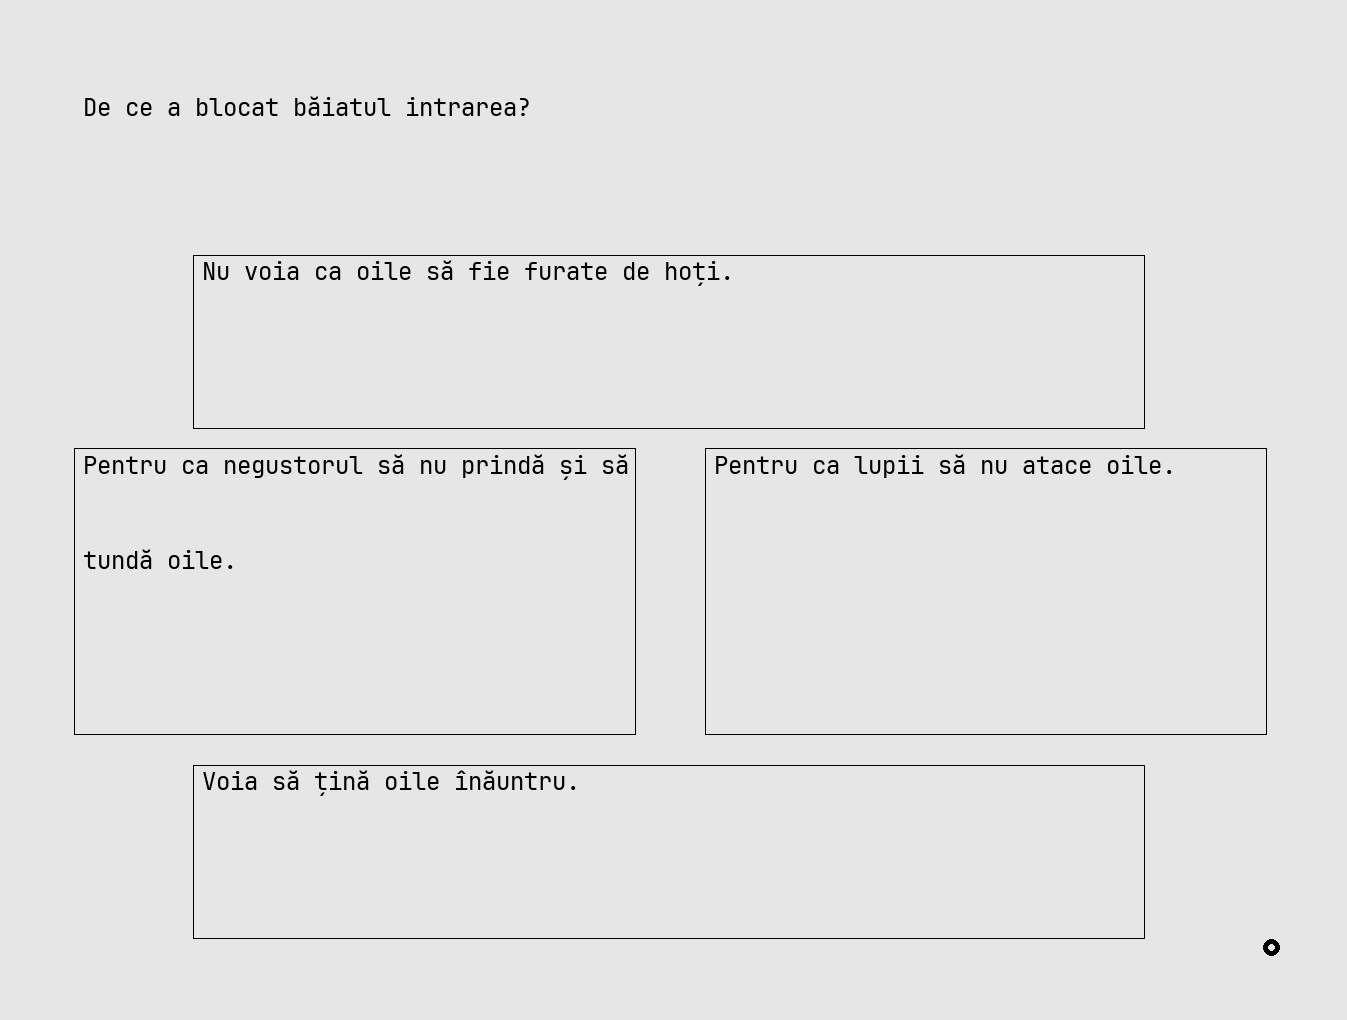 De ce a blocat băiatul intrarea?
Nu voia ca oile să fie furate de hoți.
Pentru ca negustorul să nu prindă și să
tundă oile.
Pentru ca lupii să nu atace oile.
Voia să țină oile înăuntru.